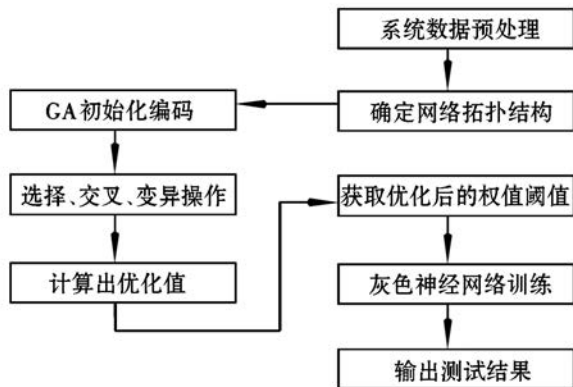 系统数据预处理
确定网络拓扑结构
GA初始化编码
选择、交叉、变异操作
计算出优化值
获取优化后的权值阈值
灰色神经网络训练
输出测试结果